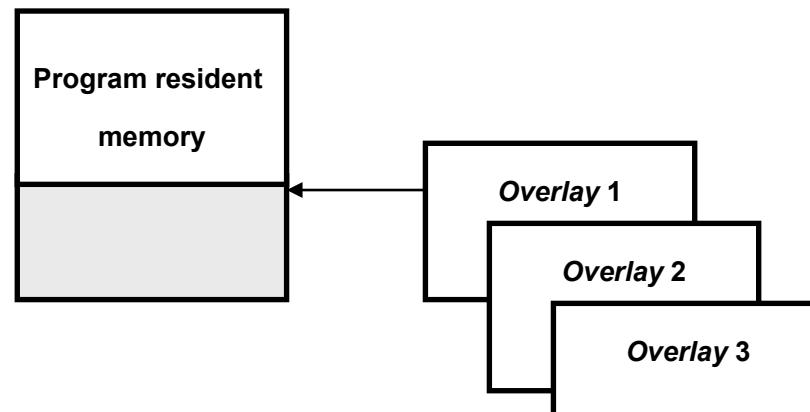 Program resident
memory
Overlay 1
Overlay 2
Overlay 3